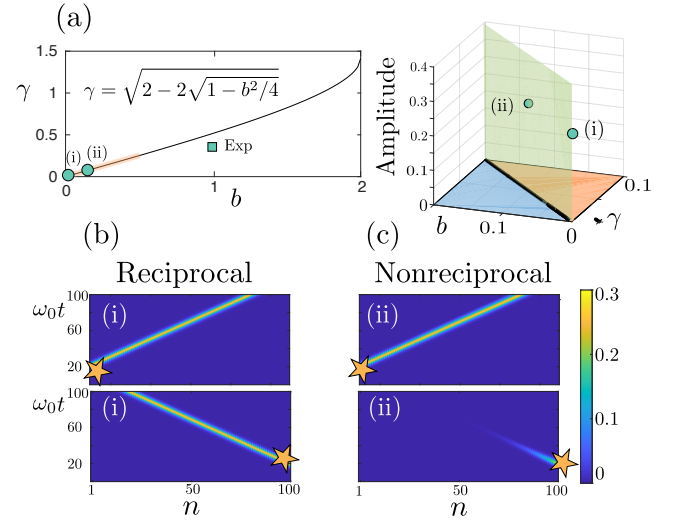 (a)
1.5
1
0.5
0
γ
γ = √(2 − 2√(1 − b²/4))
(i)
(ii)
Exp
0
1
2
b
Amplitude
0.4
0.3
0.2
0.1
0
(ii)
(i)
b
0.1
0
γ
0.1
(b)
(c)
Reciprocal
Nonreciprocal
ω₀t
100
60
20
(i)
(ii)
ω₀t
100
60
20
(i)
(ii)
1
50
100
n
1
50
100
n
0.3
0.2
0.1
0